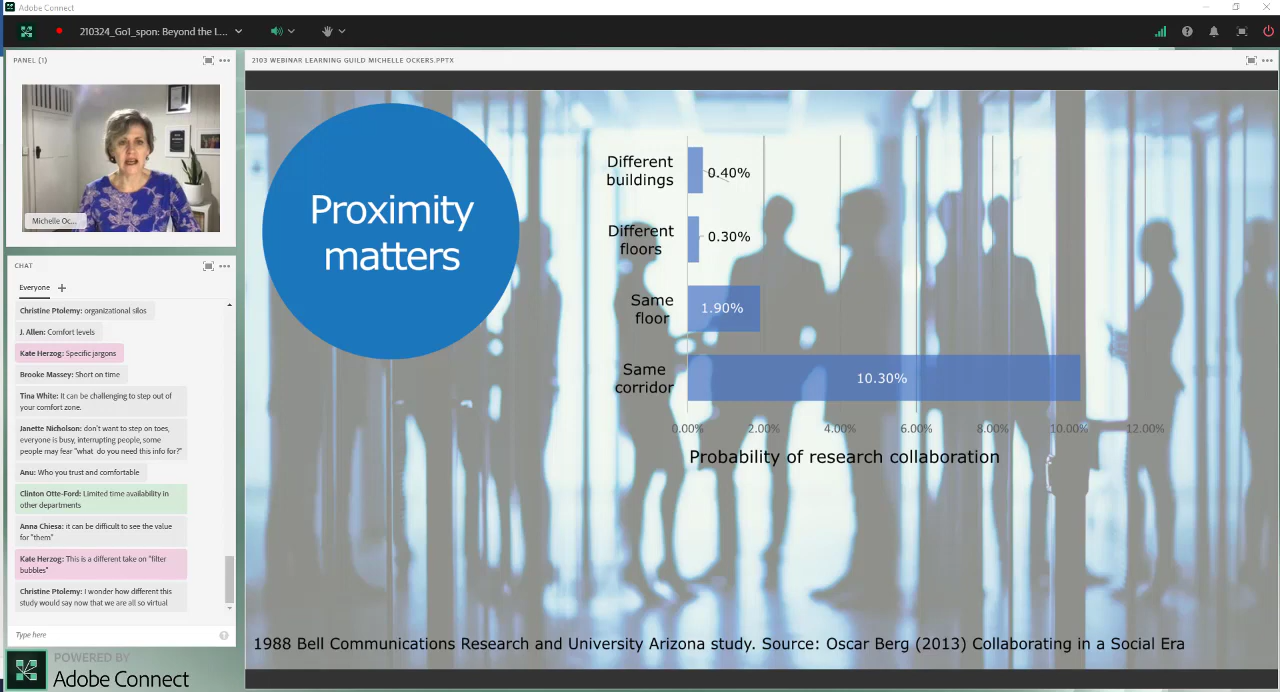 Adobe Connect
210324_Go1_spon: Beyond the L...
PANEL (1)
Michelle Oc...
CHAT
Everyone
Christine Ptolemy: organizational silos
J. Allen: Comfort levels
Kate Herzog: Specific jargons
Brooke Massey: Short on time
Tina White: It can be challenging to step out of
your comfort zone.
Janette Nicholson: don't want to step on toes,
everyone is busy, interrupting people, some
people may fear "what do you need this info for?"
Anu: Who you trust and comfortable
Clinton Otte-Ford: Limited time availability in
other departments
Anna Chiesa: it can be difficult to see the value
for "them"
Kate Herzog: This is a different take on "filter
bubbles"
Christine Ptolemy: I wonder how different this
study would say now that we are all so virtual
Type here
POWERED BY
Adobe Connect
2103 WEBINAR LEARNING GUILD MICHELLE OCKERS.PPTX
Proximity
matters
Different
buildings
0.40%
Different
floors
0.30%
Same
floor
1.90%
Same
corridor
10.30%
0.00% 2.00% 4.00% 6.00% 8.00% 10.00% 12.00%
Probability of research collaboration
1988 Bell Communications Research and University Arizona study. Source: Oscar Berg (2013) Collaborating in a Social Era